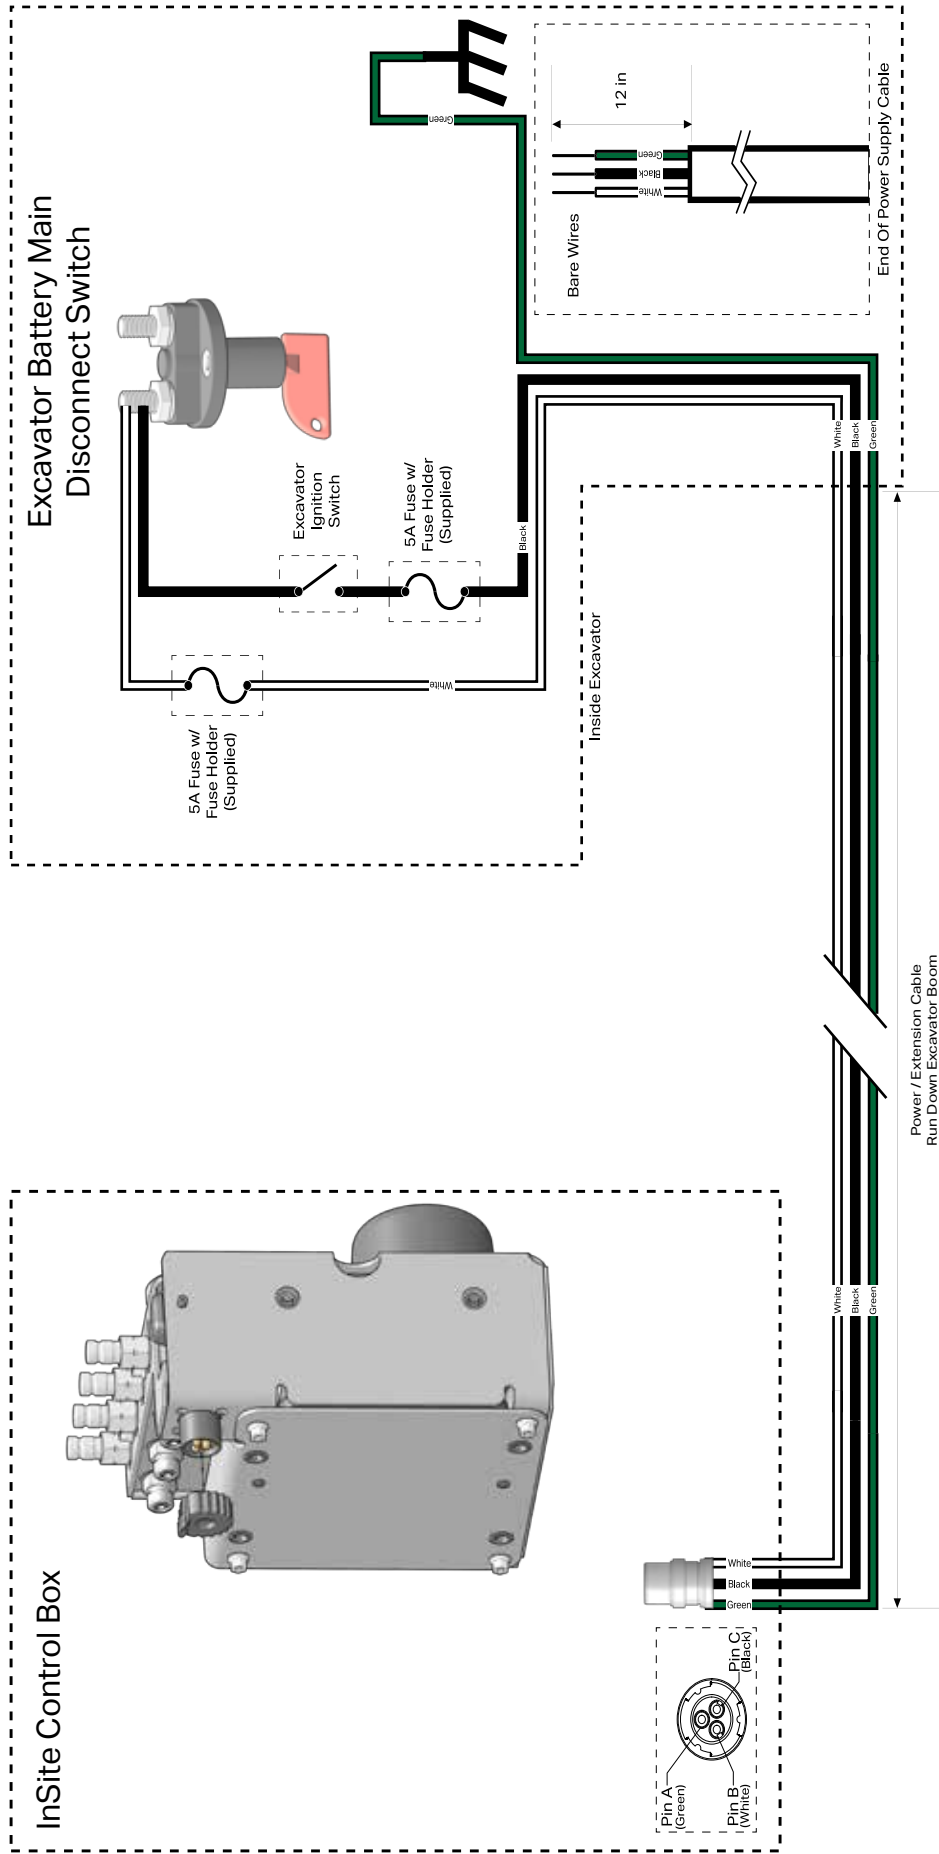 InSite Control Box
Pin A
(Green)
Pin B
(White)
Pin C
(Black)
White
Black
Green
White
Black
Green
Power / Extension Cable
Run Down Excavator Boom
Excavator Battery Main
Disconnect Switch
5A Fuse w/
Fuse Holder
(Supplied)
White
Excavator
Ignition
Switch
5A Fuse w/
Fuse Holder
(Supplied)
Black
Inside Excavator
White
Black
Green
Green
Bare Wires
12 in
Green
Black
White
End Of Power Supply Cable